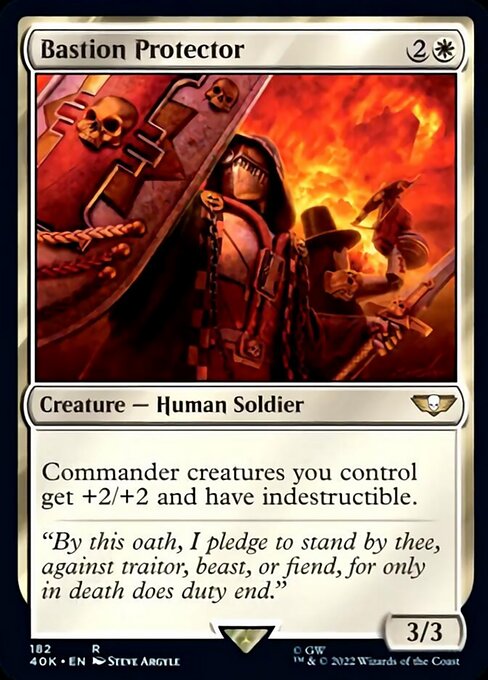 Bastion Protector 2
Creature — Human Soldier
Commander creatures you control
get +2/+2 and have indestructible.
“By this oath, I pledge to stand by thee,
against traitor, beast, or fiend, for only
in death does duty end.”
3/3
182 R
40K • EN Steve Argyle
© GW
™ & © 2022 Wizards of the Coast